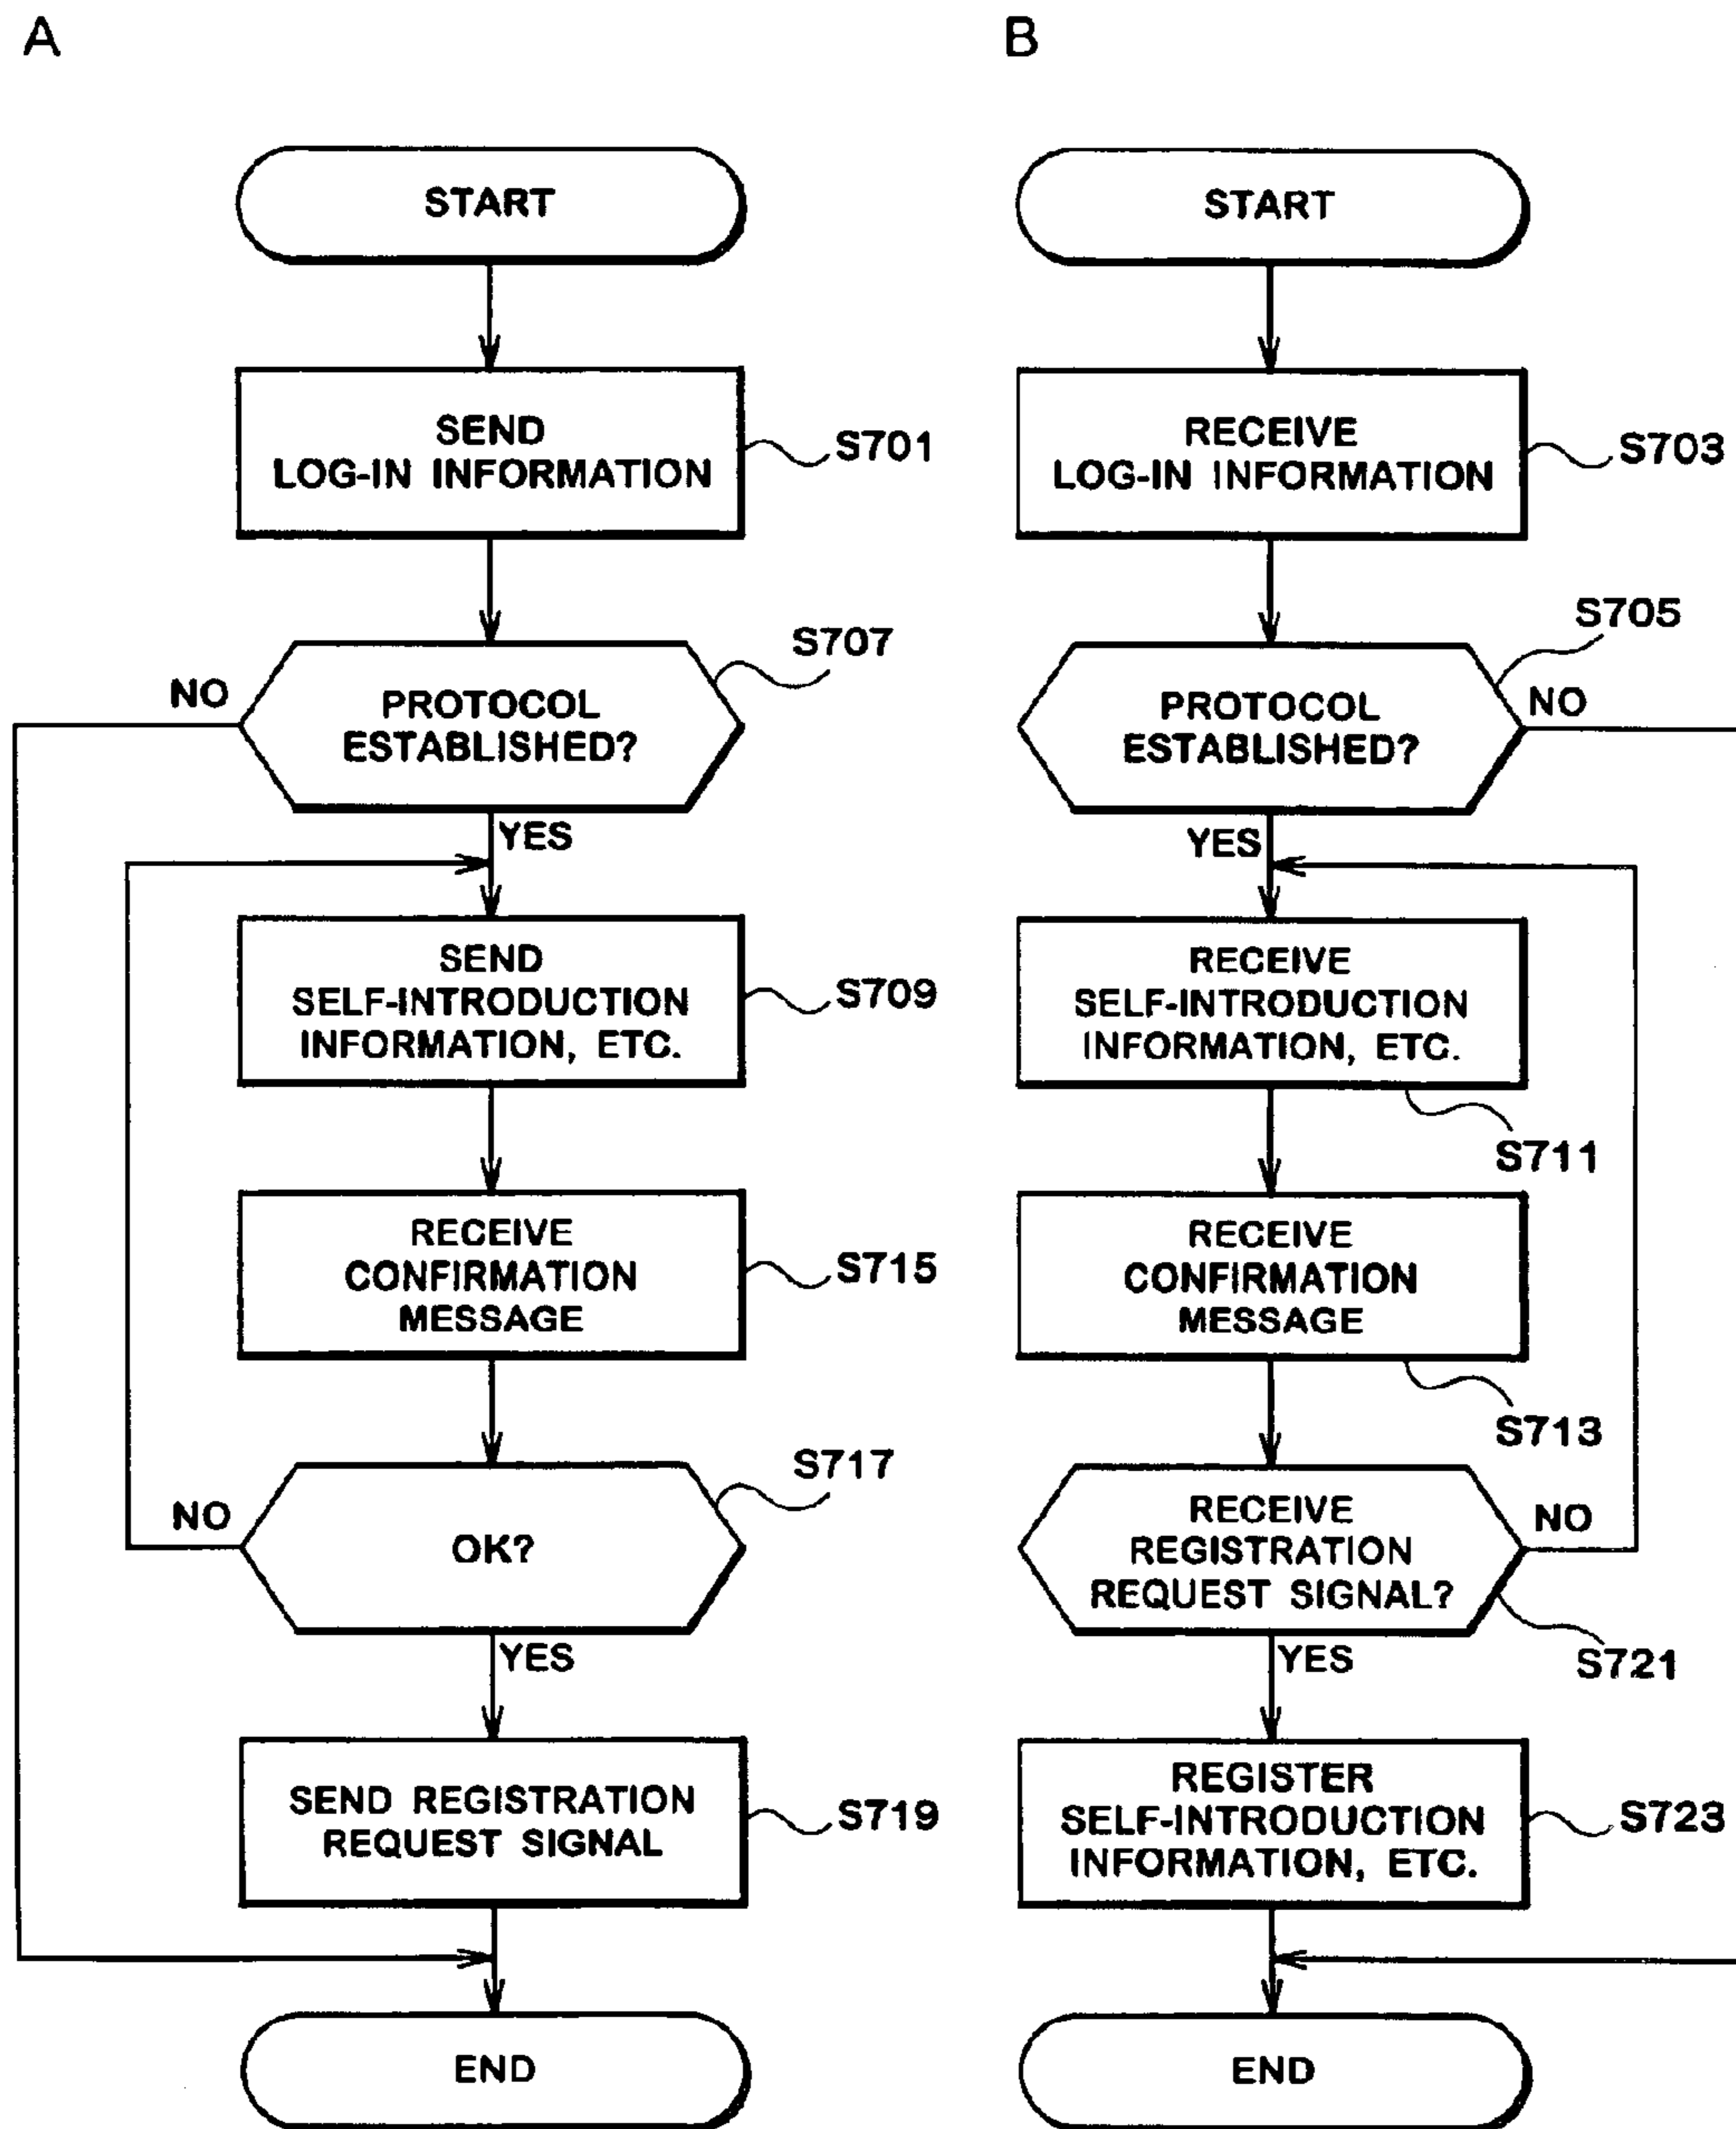 A
START
SEND
LOG-IN INFORMATION
S701
S707
PROTOCOL
ESTABLISHED?
NO
YES
SEND
SELF-INTRODUCTION
INFORMATION, ETC.
S709
RECEIVE
CONFIRMATION
MESSAGE
S715
S717
OK?
NO
YES
SEND REGISTRATION
REQUEST SIGNAL
S719
END
B
START
RECEIVE
LOG-IN INFORMATION
S703
S705
PROTOCOL
ESTABLISHED?
NO
YES
RECEIVE
SELF-INTRODUCTION
INFORMATION, ETC.
S711
RECEIVE
CONFIRMATION
MESSAGE
S713
RECEIVE
REGISTRATION
REQUEST SIGNAL?
NO
S721
YES
REGISTER
SELF-INTRODUCTION
INFORMATION, ETC.
S723
END